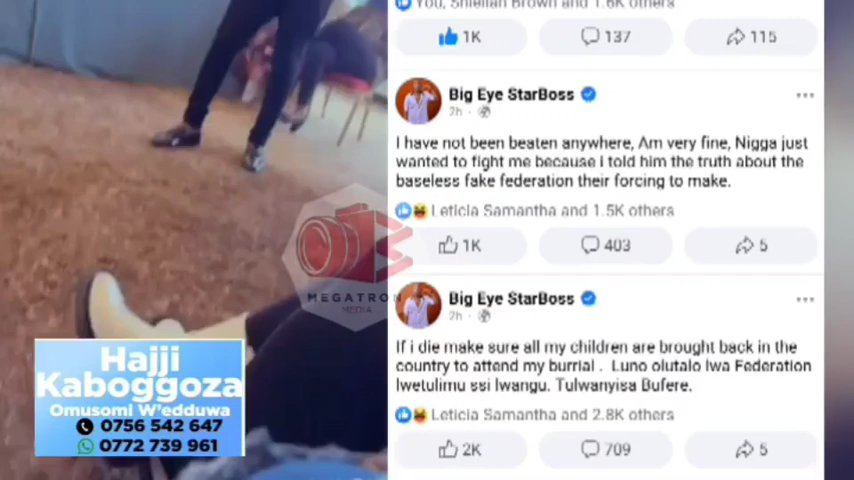 You, Shiellah Brown and 1.6K others
1K
137
115
Big Eye StarBoss
2h ·
I have not been beaten anywhere, Am very fine, Nigga just
wanted to fight me because i told him the truth about the
baseless fake federation their forcing to make.
Leticia Samantha and 1.5K others
1K
403
5
Big Eye StarBoss
2h ·
If i die make sure all my children are brought back in the
country to attend my burrial . Luno olutalo lwa Federation
lwetulimu ssi lwangu. Tulwanyisa Bufere.
Leticia Samantha and 2.8K others
2K
709
5
MEGATRON
MEDIA
Hajji
Kaboggoza
Omusomi W'edduwa
0756 542 647
0772 739 961